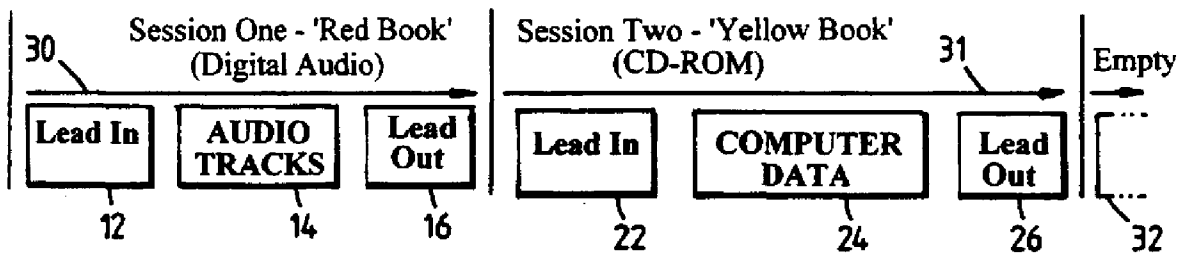 Session One - 'Red Book'
(Digital Audio)
30
Lead In
AUDIO
TRACKS
Lead
Out
12
14
16
Session Two - 'Yellow Book'
(CD-ROM)
31
Lead In
COMPUTER
DATA
Lead
Out
22
24
26
Empty
32